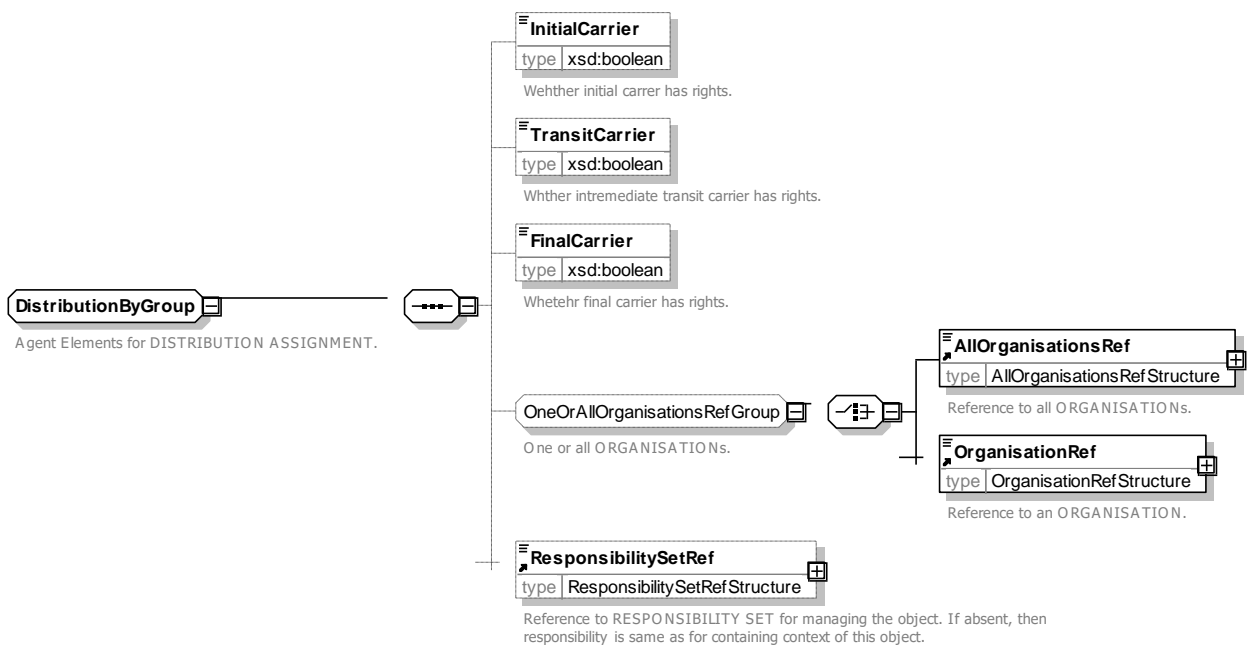 InitialCarrier
type xsd:boolean
Wehther initial carrer has rights.
TransitCarrier
type xsd:boolean
Whther intremediate transit carrier has rights.
FinalCarrier
type xsd:boolean
Whetehr final carrier has rights.
DistributionByGroup
Agent Elements for DISTRIBUTION ASSIGNMENT.
OneOrAllOrganisationsRefGroup
One or all ORGANISATIONs.
AllOrganisationsRef
type AllOrganisationsRefStructure
Reference to all ORGANISATIONs.
OrganisationRef
type OrganisationRefStructure
Reference to an ORGANISATION.
ResponsibilitySetRef
type ResponsibilitySetRefStructure
Reference to RESPONSIBILITY SET for managing the object. If absent, then
responsibility is same as for containing context of this object.